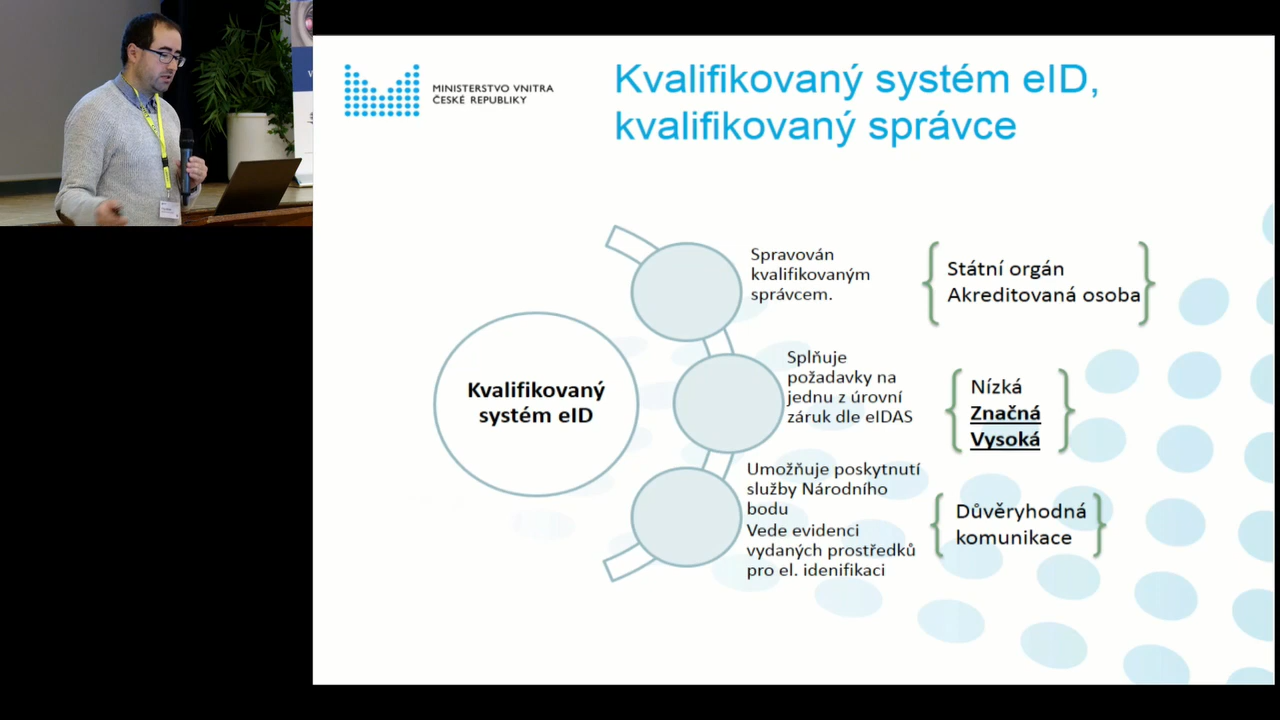 MINISTERSTVO VNITRA
ČESKÉ REPUBLIKY
Kvalifikovaný systém eID,
kvalifikovaný správce
Kvalifikovaný
systém eID
Spravován
kvalifikovaným
správcem.
Státní orgán
Akreditovaná osoba
Splňuje
požadavky na
jednu z úrovní
záruk dle eIDAS
Nízká
Značná
Vysoká
Umožňuje poskytnutí
služby Národního
bodu
Vede evidenci
vydaných prostředků
pro el. idenifikaci
Důvěryhodná
komunikace